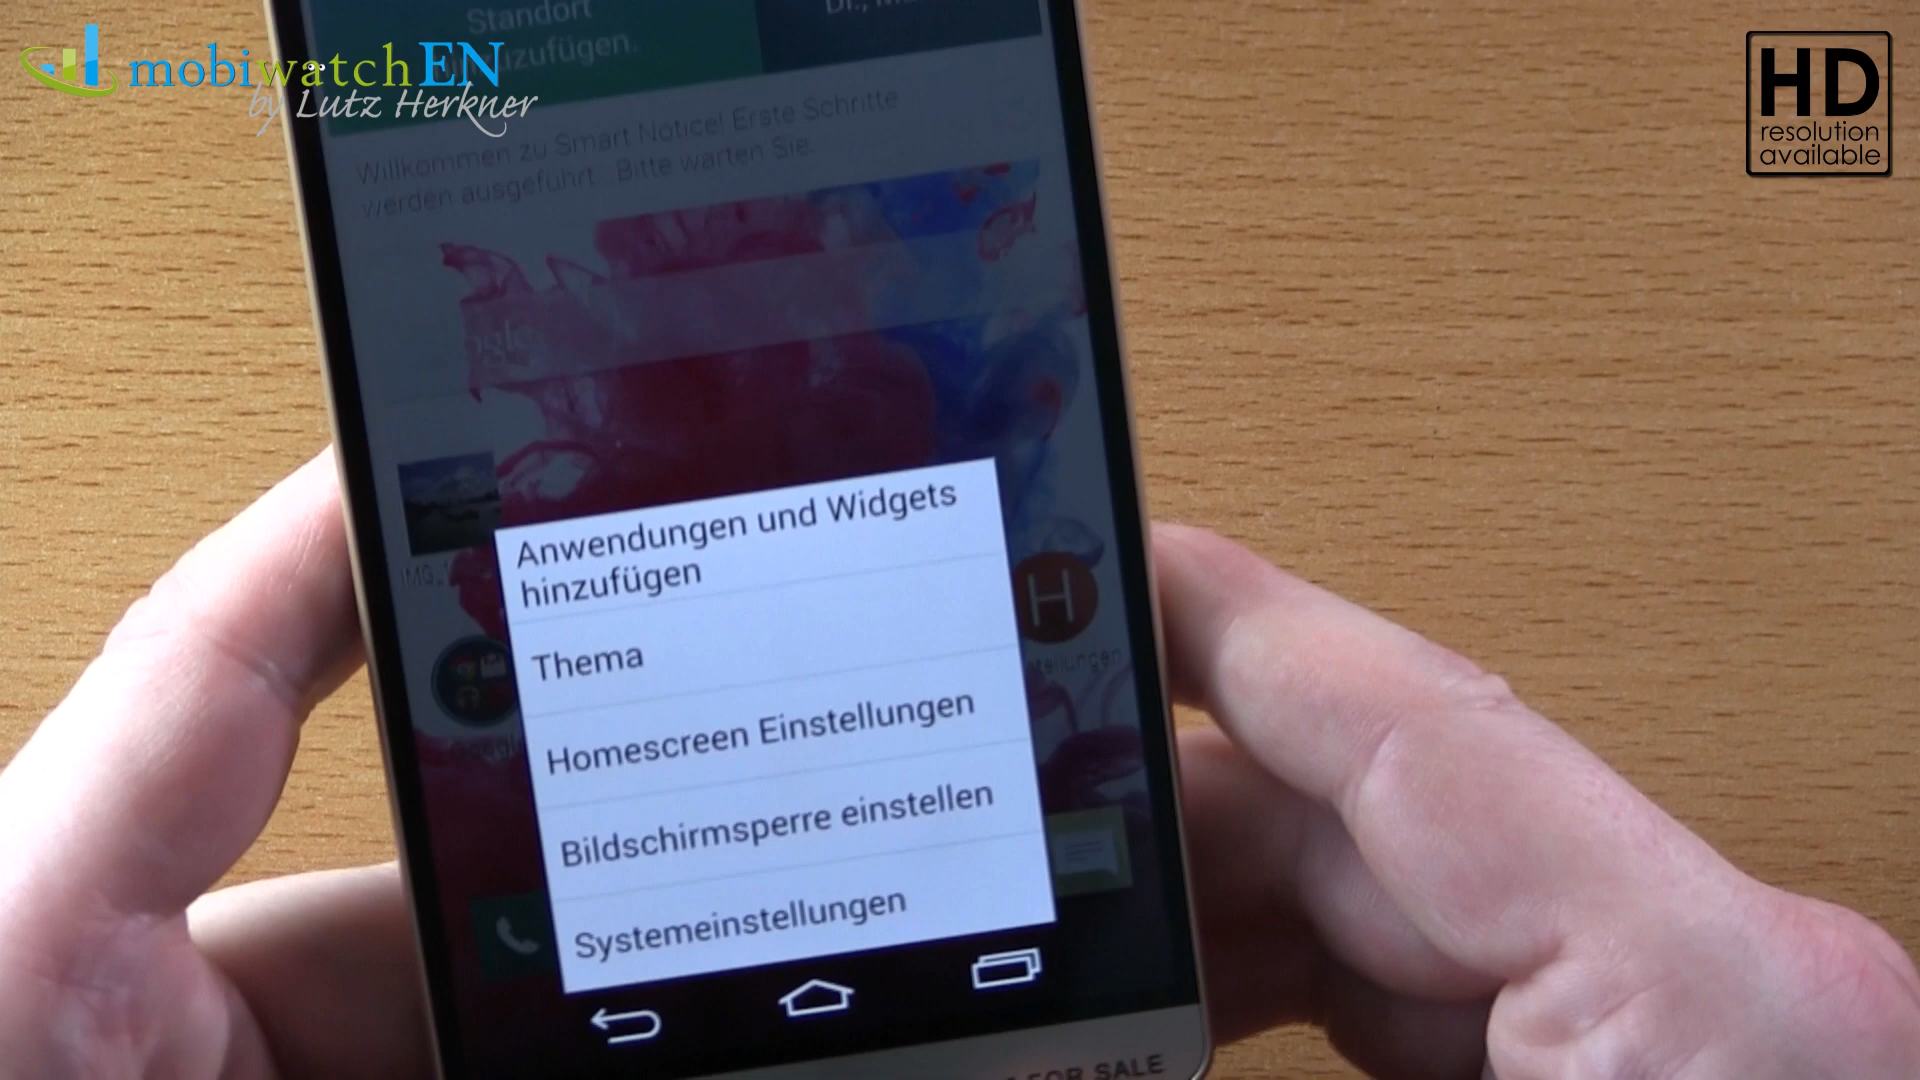 mobiwatchEN
by Lutz Herkner
HD
resolution
available
Standort
Willkommen zu Smart Notice! Erste Schritte
werden ausgeführt. Bitte warten Sie.
Anwendungen und Widgets
hinzufügen
Thema
Homescreen Einstellungen
Bildschirmsperre einstellen
Systemeinstellungen
H
FOR SALE